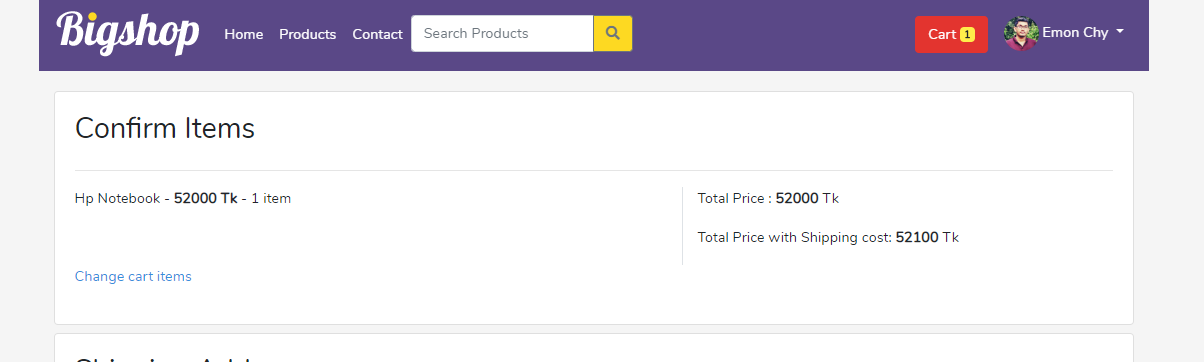 Bigshop
Home Products Contact Search Products Cart 1 Emon Chy
Confirm Items
Hp Notebook - 52000 Tk - 1 item
Total Price : 52000 Tk
Total Price with Shipping cost: 52100 Tk
Change cart items